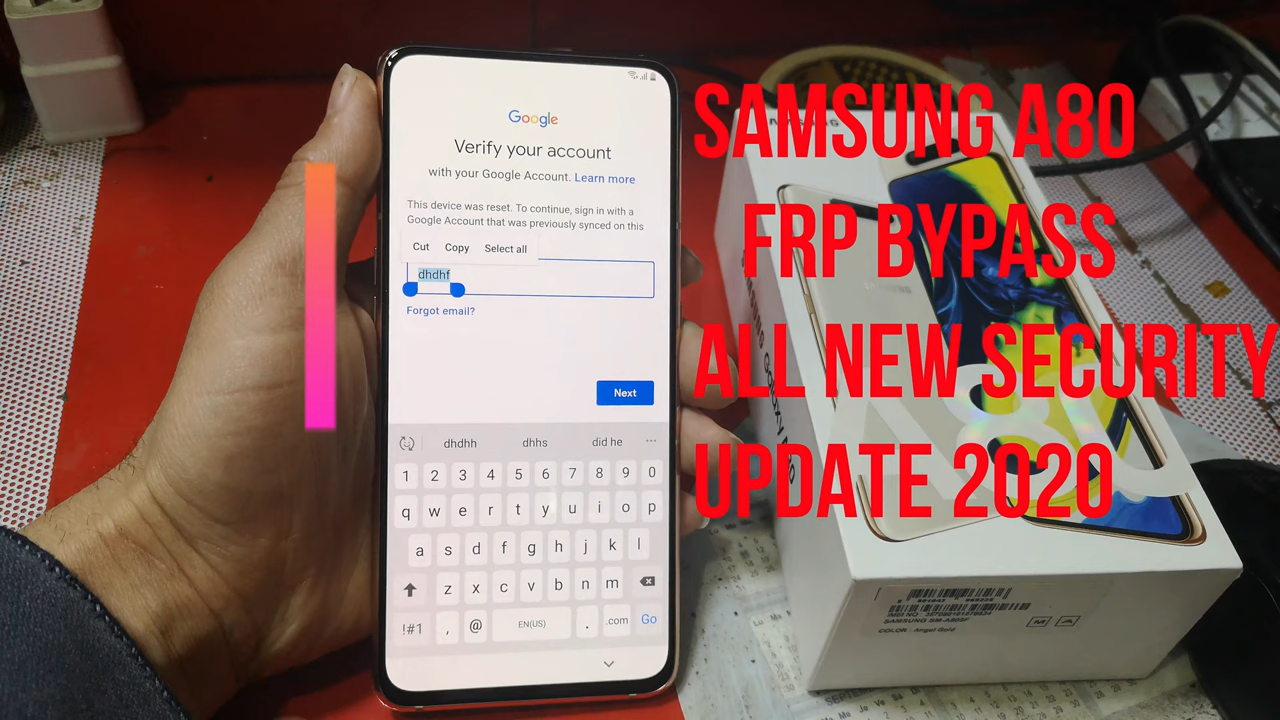 Google
Verify your account
with your Google Account. Learn more
This device was reset. To continue, sign in with a
Google Account that was previously synced on this
Cut Copy Select all
dhdhf
Forgot email?
Next
dhdhh dhhs did he
1 2 3 4 5 6 7 8 9 0
q w e r t y u i o p
a s d f g h j k l
z x c v b n m
!#1 , @ EN(US) . .com Go
SAMSUNG A80
FRP BYPASS
ALL NEW SECURITY
UPDATE 2020
SAMSUNG SM-A805F
COLOR : Angel Gold